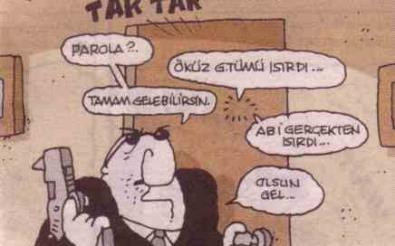 TAK TAK
PAROLA?.
ÖKÜZ G.TÜMÜ ISIRDI...
TAMAM GELEBİLİRSİN.
ABİ GERÇEKTEN
ISIRDI...
OLSUN
GEL...